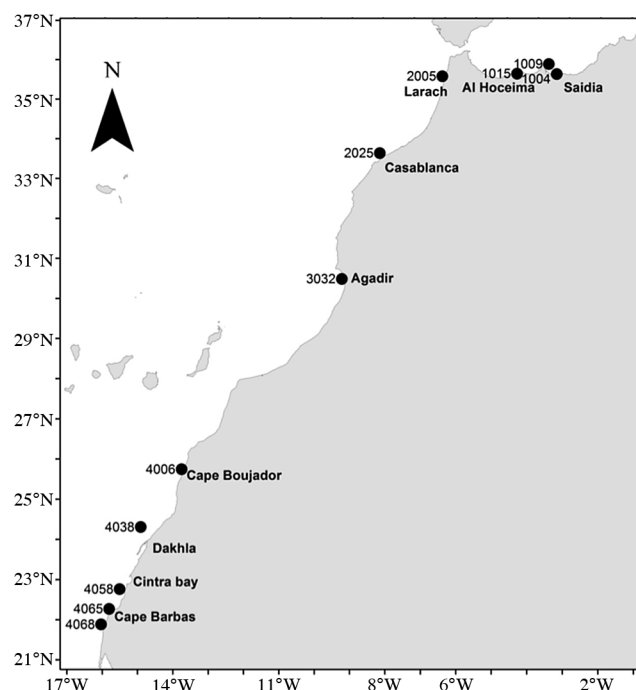 37°N
35°N
33°N
31°N
29°N
27°N
25°N
23°N
21°N
N
1009
2005
1015
1004
Larach
Al Hoceima
Saidia
2025
Casablanca
3032
Agadir
4006
Cape Boujador
4038
Dakhla
4058
Cintra bay
4065
Cape Barbas
4068
17°W
14°W
11°W
8°W
6°W
2°W